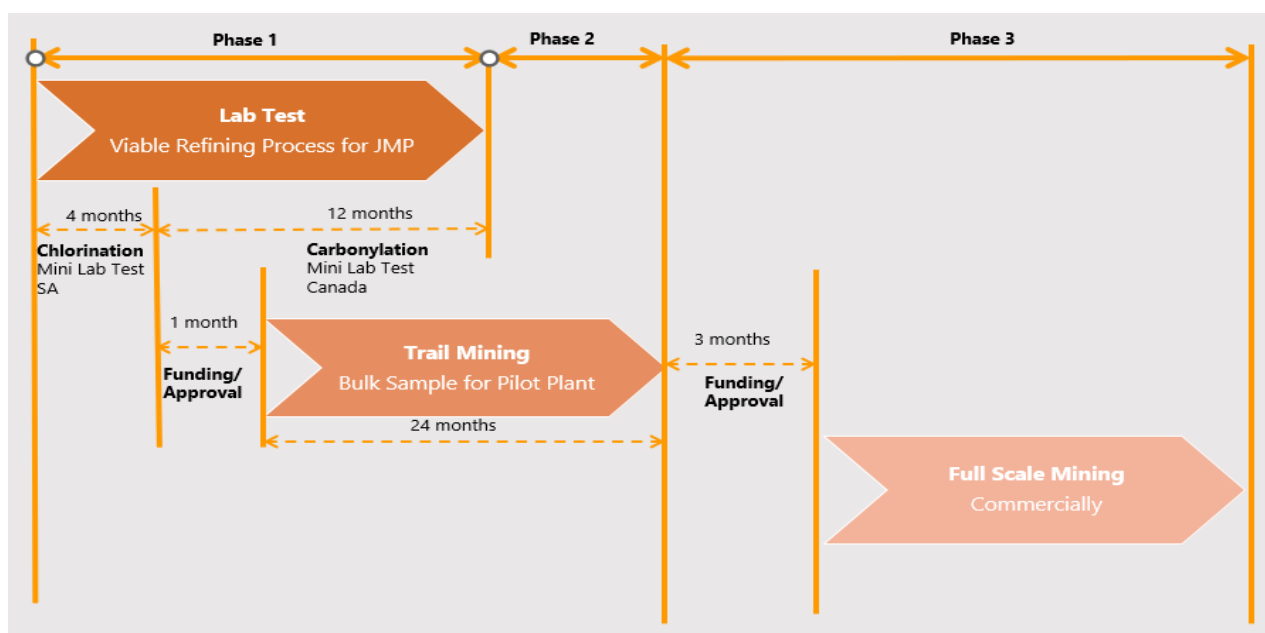 Phase 1
Phase 2
Phase 3
Lab Test
Viable Refining Process for JMP
4 months
12 months
Chlorination
Mini Lab Test
SA
Carbonylation
Mini Lab Test
Canada
1 month
Funding/
Approval
Trail Mining
Bulk Sample for Pilot Plant
24 months
3 months
Funding/
Approval
Full Scale Mining
Commercially